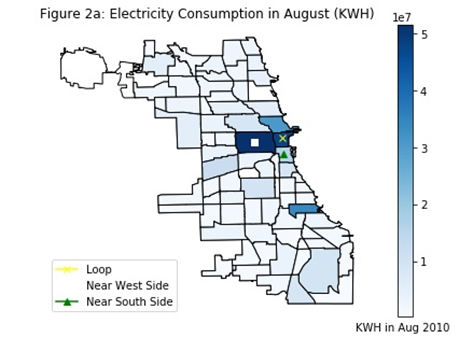 Figure 2a: Electricity Consumption in August (KWH)
1e7
5
4
3
2
1
Loop
Near West Side
Near South Side
KWH in Aug 2010